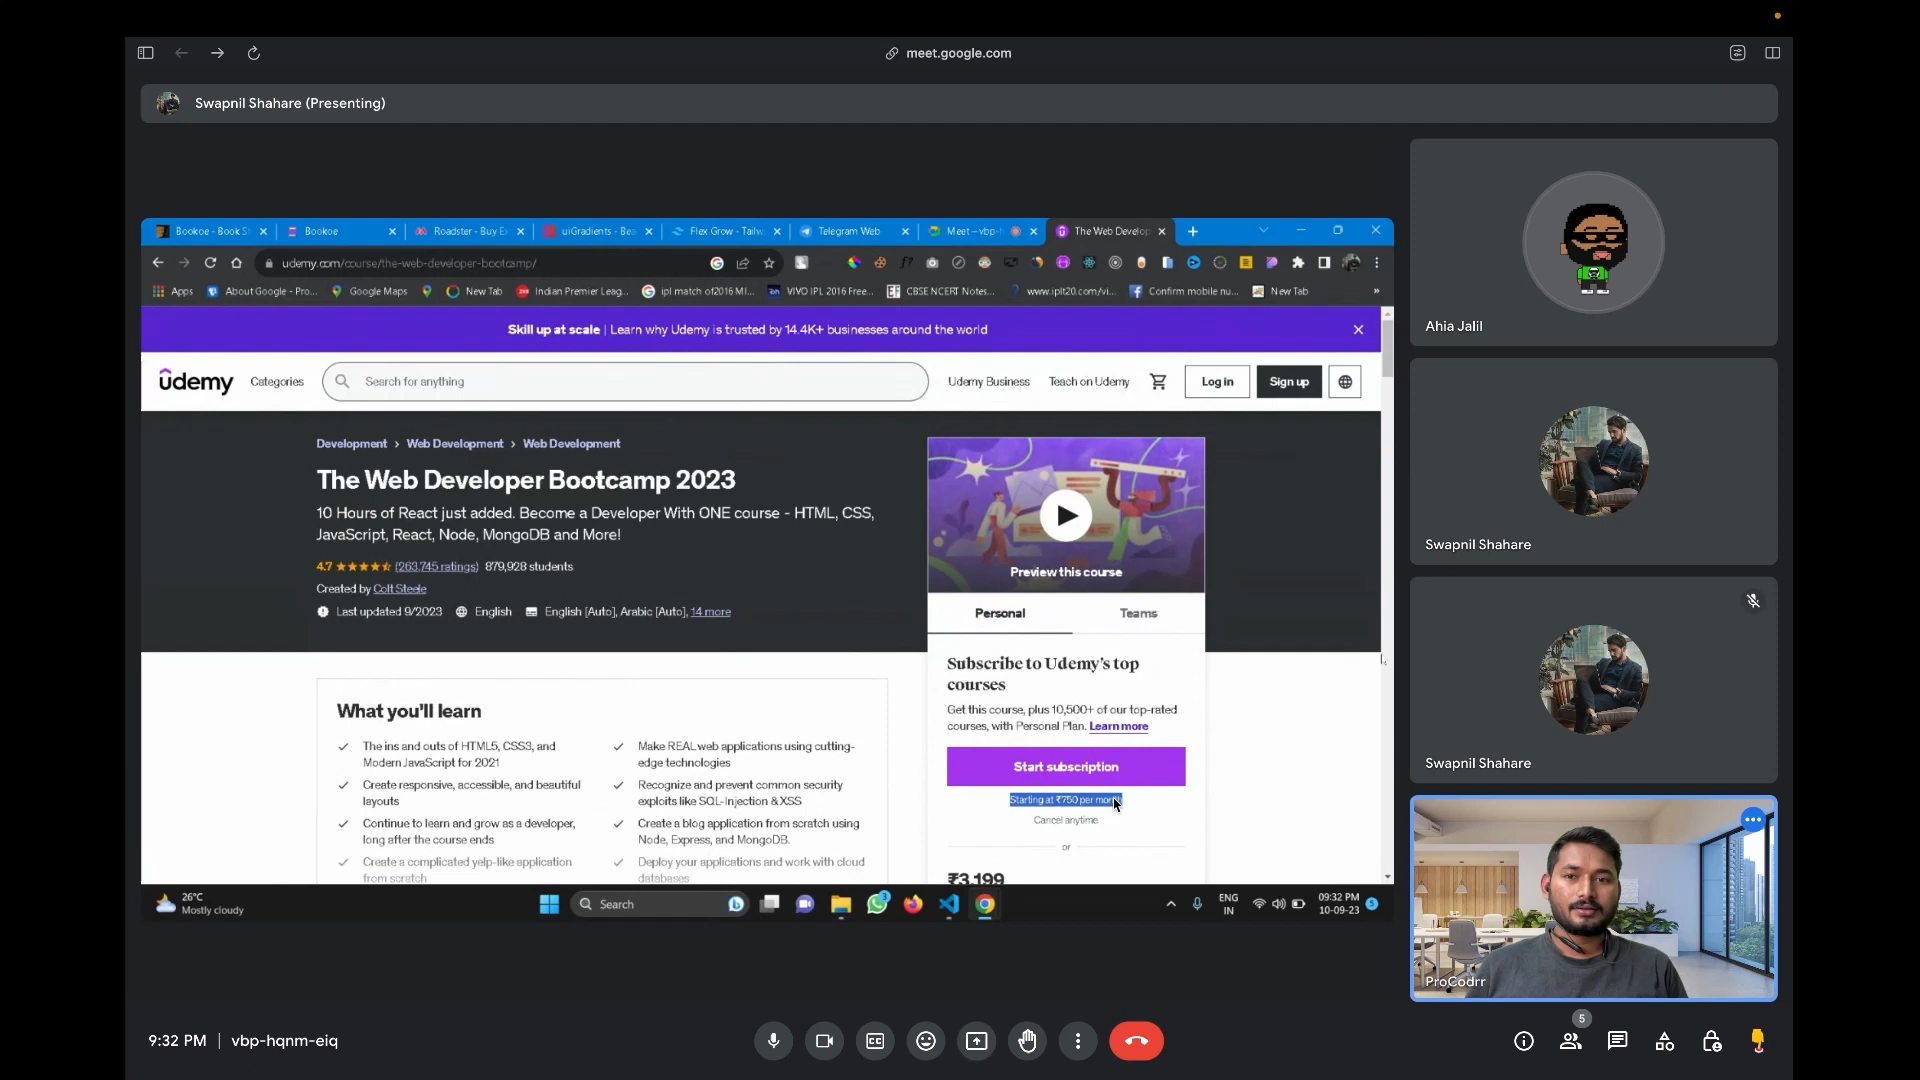 meet.google.com
Swapnil Shahare (Presenting)
Bookoe - Book S
Bookoe
Roadster - Buy E
uiGradients - Bea
Flex Grow - Tailw
Telegram Web
Meet – vbp-h
The Web Develop
udemy.com/course/the-web-developer-bootcamp/
Apps
About Google - Pro...
Google Maps
New Tab
Indian Premier Leag...
ipl match of2016 MI...
VIVO IPL 2016 Free...
CBSE NCERT Notes...
www.iplt20.com/vi...
Confirm mobile nu...
New Tab
Skill up at scale | Learn why Udemy is trusted by 14.4K+ businesses around the world
udemy
Categories
Search for anything
Udemy Business
Teach on Udemy
Log in
Sign up
Development > Web Development > Web Development
The Web Developer Bootcamp 2023
10 Hours of React just added. Become a Developer With ONE course - HTML, CSS,
JavaScript, React, Node, MongoDB and More!
4.7 (263,745 ratings) 879,928 students
Created by Colt Steele
Last updated 9/2023 English English [Auto], Arabic [Auto], 14 more
Preview this course
Personal
Teams
Subscribe to Udemy's top
courses
Get this course, plus 10,500+ of our top-rated
courses, with Personal Plan. Learn more
Start subscription
Starting at ₹750 per month
Cancel anytime
or
₹3,199
What you'll learn
The ins and outs of HTML5, CSS3, and
Modern JavaScript for 2021
Create responsive, accessible, and beautiful
layouts
Continue to learn and grow as a developer,
long after the course ends
Create a complicated yelp-like application
from scratch
Make REAL web applications using cutting-
edge technologies
Recognize and prevent common security
exploits like SQL-Injection & XSS
Create a blog application from scratch using
Node, Express, and MongoDB.
Deploy your applications and work with cloud
databases
26°C
Mostly cloudy
Search
3
ENG
IN
09:32 PM
10-09-23
5
Ahia Jalil
Swapnil Shahare
Swapnil Shahare
ProCodrr
9:32 PM | vbp-hqnm-eiq
5